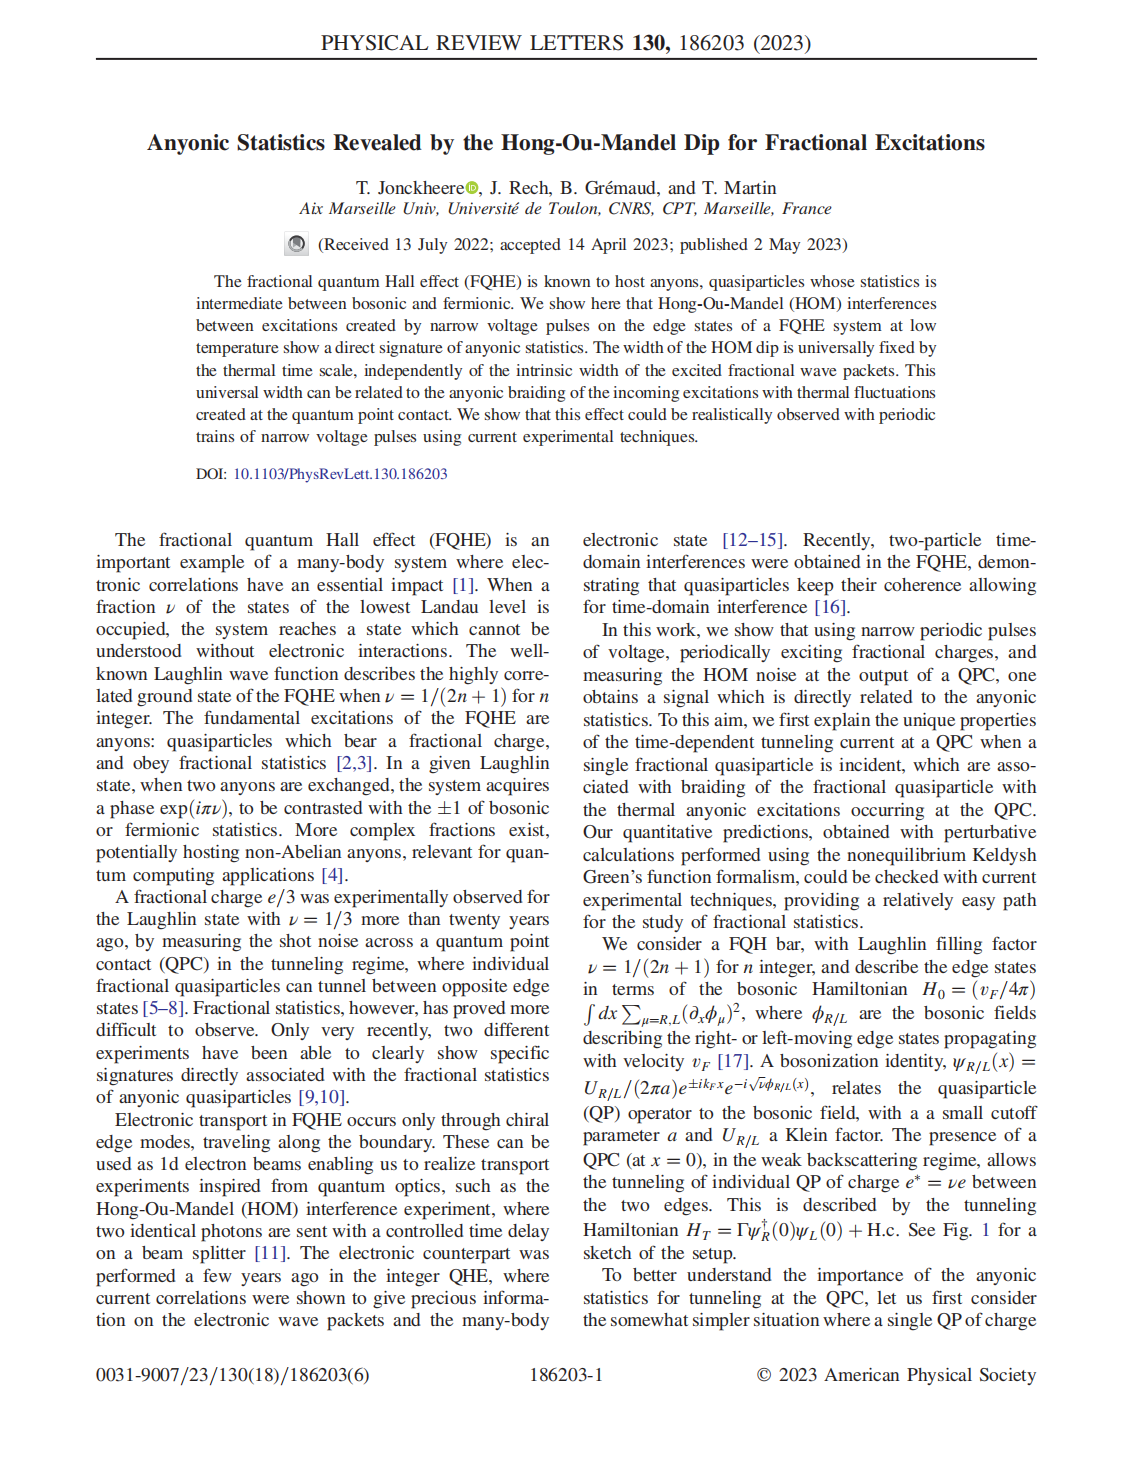 PHYSICAL REVIEW LETTERS 130, 186203 (2023)
Anyonic Statistics Revealed by the Hong-Ou-Mandel Dip for Fractional Excitations
T. Jonckheere, J. Rech, B. Grémaud, and T. Martin
Aix Marseille Univ, Université de Toulon, CNRS, CPT, Marseille, France
(Received 13 July 2022; accepted 14 April 2023; published 2 May 2023)
The fractional quantum Hall effect (FQHE) is known to host anyons, quasiparticles whose statistics is
intermediate between bosonic and fermionic. We show here that Hong-Ou-Mandel (HOM) interferences
between excitations created by narrow voltage pulses on the edge states of a FQHE system at low
temperature show a direct signature of anyonic statistics. The width of the HOM dip is universally fixed by
the thermal time scale, independently of the intrinsic width of the excited fractional wave packets. This
universal width can be related to the anyonic braiding of the incoming excitations with thermal fluctuations
created at the quantum point contact. We show that this effect could be realistically observed with periodic
trains of narrow voltage pulses using current experimental techniques.
DOI: 10.1103/PhysRevLett.130.186203
The fractional quantum Hall effect (FQHE) is an
important example of a many-body system where elec-
tronic correlations have an essential impact [1]. When a
fraction ν of the states of the lowest Landau level is
occupied, the system reaches a state which cannot be
understood without electronic interactions. The well-
known Laughlin wave function describes the highly corre-
lated ground state of the FQHE when ν = 1/(2n + 1) for n
integer. The fundamental excitations of the FQHE are
anyons: quasiparticles which bear a fractional charge,
and obey fractional statistics [2,3]. In a given Laughlin
state, when two anyons are exchanged, the system acquires
a phase exp(iπν), to be contrasted with the ±1 of bosonic
or fermionic statistics. More complex fractions exist,
potentially hosting non-Abelian anyons, relevant for quan-
tum computing applications [4].
A fractional charge e/3 was experimentally observed for
the Laughlin state with ν = 1/3 more than twenty years
ago, by measuring the shot noise across a quantum point
contact (QPC) in the tunneling regime, where individual
fractional quasiparticles can tunnel between opposite edge
states [5–8]. Fractional statistics, however, has proved more
difficult to observe. Only very recently, two different
experiments have been able to clearly show specific
signatures directly associated with the fractional statistics
of anyonic quasiparticles [9,10].
Electronic transport in FQHE occurs only through chiral
edge modes, traveling along the boundary. These can be
used as 1d electron beams enabling us to realize transport
experiments inspired from quantum optics, such as the
Hong-Ou-Mandel (HOM) interference experiment, where
two identical photons are sent with a controlled time delay
on a beam splitter [11]. The electronic counterpart was
performed a few years ago in the integer QHE, where
current correlations were shown to give precious informa-
tion on the electronic wave packets and the many-body
electronic state [12–15]. Recently, two-particle time-
domain interferences were obtained in the FQHE, demon-
strating that quasiparticles keep their coherence allowing
for time-domain interference [16].
In this work, we show that using narrow periodic pulses
of voltage, periodically exciting fractional charges, and
measuring the HOM noise at the output of a QPC, one
obtains a signal which is directly related to the anyonic
statistics. To this aim, we first explain the unique properties
of the time-dependent tunneling current at a QPC when a
single fractional quasiparticle is incident, which are asso-
ciated with braiding of the fractional quasiparticle with
the thermal anyonic excitations occurring at the QPC.
Our quantitative predictions, obtained with perturbative
calculations performed using the nonequilibrium Keldysh
Green's function formalism, could be checked with current
experimental techniques, providing a relatively easy path
for the study of fractional statistics.
We consider a FQH bar, with Laughlin filling factor
ν = 1/(2n + 1) for n integer, and describe the edge states
in terms of the bosonic Hamiltonian H₀ = (v_F/4π)
∫ dx ∑_{μ=R,L}(∂ₓϕ_μ)², where ϕ_{R/L} are the bosonic fields
describing the right- or left-moving edge states propagating
with velocity v_F [17]. A bosonization identity, ψ_{R/L}(x) =
U_{R/L}/(2πa)e^{±ik_F x}e^{−i√νϕ_{R/L}(x)}, relates the quasiparticle
(QP) operator to the bosonic field, with a a small cutoff
parameter a and U_{R/L} a Klein factor. The presence of a
QPC (at x = 0), in the weak backscattering regime, allows
the tunneling of individual QP of charge e* = νe between
the two edges. This is described by the tunneling
Hamiltonian H_T = Γψ_R^†(0)ψ_L(0) + H.c. See Fig. 1 for a
sketch of the setup.
To better understand the importance of the anyonic
statistics for tunneling at the QPC, let us first consider
the somewhat simpler situation where a single QP of charge
0031-9007/23/130(18)/186203(6)
186203-1
© 2023 American Physical Society